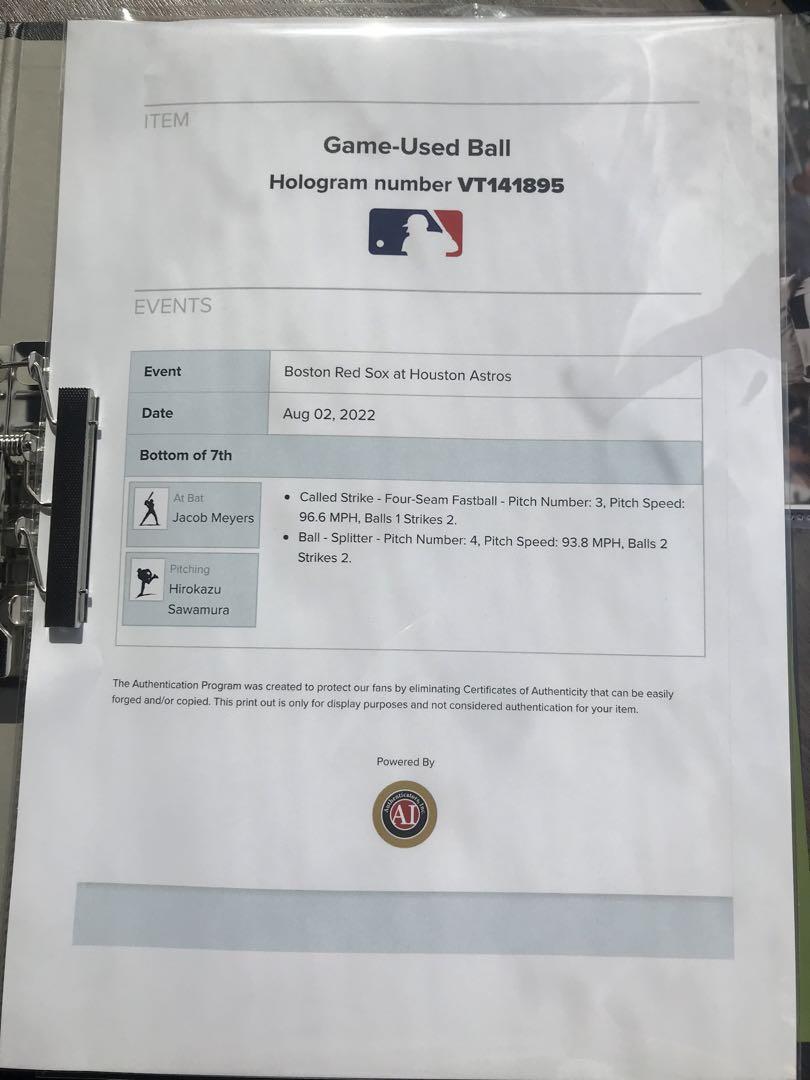 ITEM
Game-Used Ball
Hologram number VT141895
EVENTS
Event
Boston Red Sox at Houston Astros
Date
Aug 02, 2022
Bottom of 7th
At Bat
Jacob Meyers
Pitching
Hirokazu
Sawamura
• Called Strike - Four-Seam Fastball - Pitch Number: 3, Pitch Speed:
96.6 MPH, Balls 1 Strikes 2.
• Ball - Splitter - Pitch Number: 4, Pitch Speed: 93.8 MPH, Balls 2
Strikes 2.
The Authentication Program was created to protect our fans by eliminating Certificates of Authenticity that can be easily
forged and/or copied. This print out is only for display purposes and not considered authentication for your item.
Powered By
Authenticators, Inc.
AI